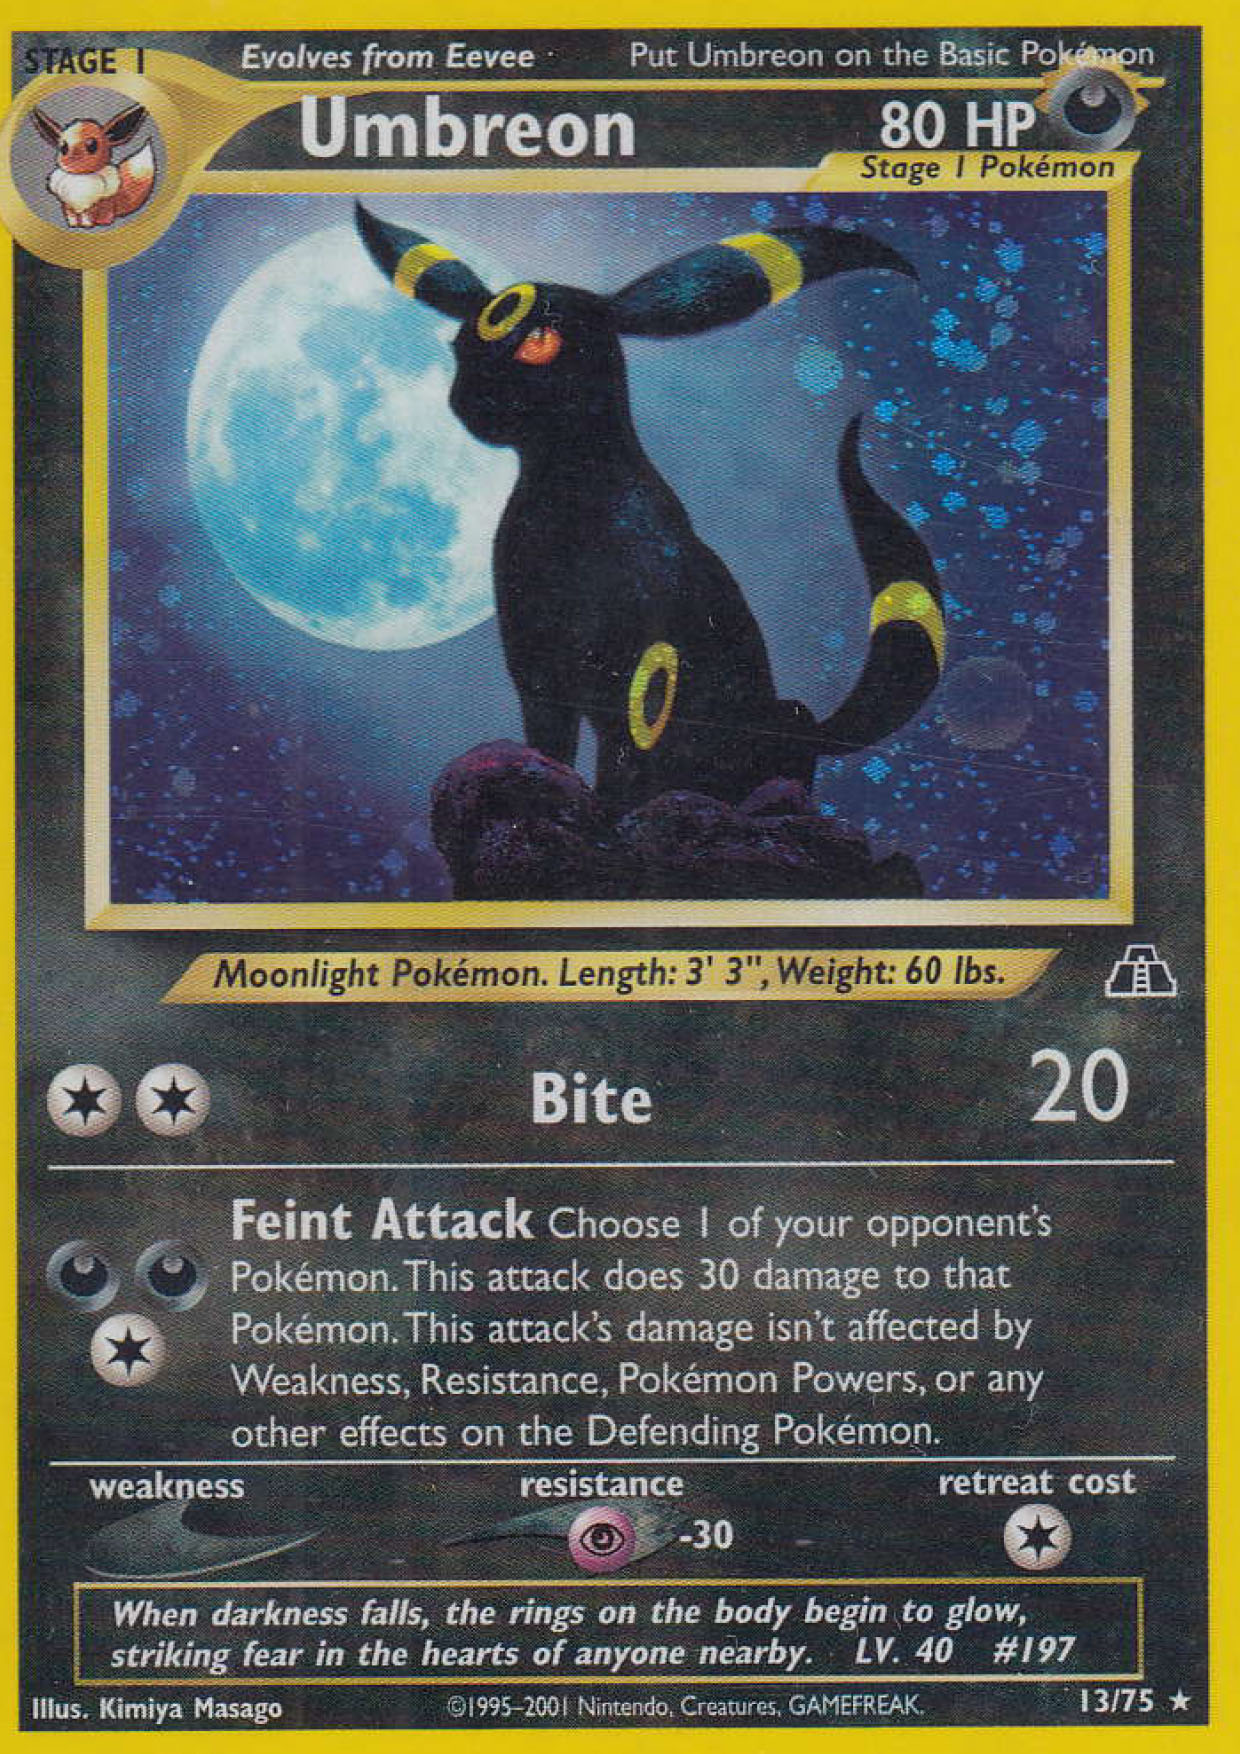 STAGE 1
Evolves from Eevee
Put Umbreon on the Basic Pokémon
Umbreon
80 HP
Stage 1 Pokémon
Moonlight Pokémon. Length: 3' 3", Weight: 60 lbs.
Bite
20
Feint Attack Choose 1 of your opponent's
Pokémon. This attack does 30 damage to that
Pokémon. This attack's damage isn't affected by
Weakness, Resistance, Pokémon Powers, or any
other effects on the Defending Pokémon.
weakness
resistance
retreat cost
-30
When darkness falls, the rings on the body begin to glow,
striking fear in the hearts of anyone nearby. LV. 40 #197
Illus. Kimiya Masago
©1995-2001 Nintendo, Creatures, GAMEFREAK.
13/75 ★